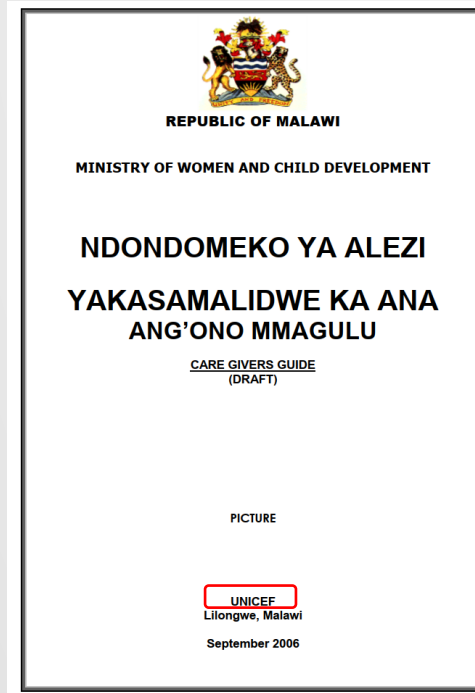 REPUBLIC OF MALAWI
MINISTRY OF WOMEN AND CHILD DEVELOPMENT
NDONDOMEKO YA ALEZI
YAKASAMALIDWE KA ANA
ANG'ONO MMAGULU
CARE GIVERS GUIDE
(DRAFT)
PICTURE
UNICEF
Lilongwe, Malawi
September 2006